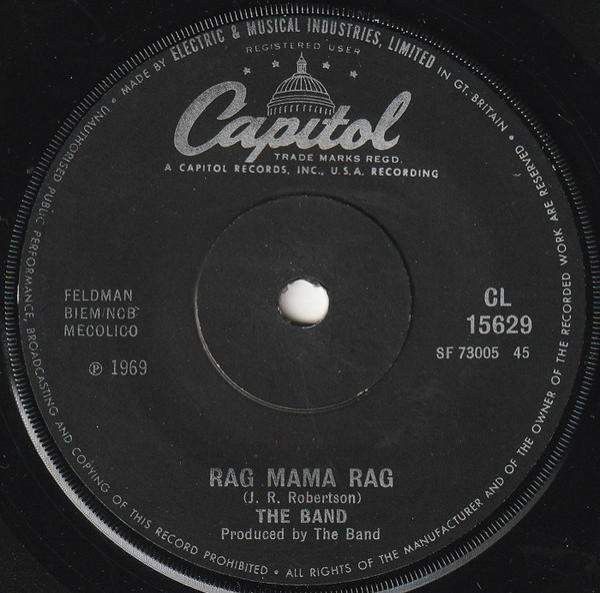 UNAUTHORISED PUBLIC PERFORMANCE, BROADCASTING AND COPYING OF THIS RECORD PROHIBITED • ALL RIGHTS OF THE MANUFACTURER AND OF THE OWNER OF THE RECORDED WORK ARE RESERVED •
MADE BY ELECTRIC & MUSICAL INDUSTRIES, LIMITED IN GT. BRITAIN •
REGISTERED USER
Capitol
TRADE MARKS REGD.
A CAPITOL RECORDS, INC., U.S.A. RECORDING
FELDMAN
BIEM/NCB
MECOLICO
℗ 1969
CL
15629
SF 73005 45
RAG MAMA RAG
(J. R. Robertson)
THE BAND
Produced by The Band